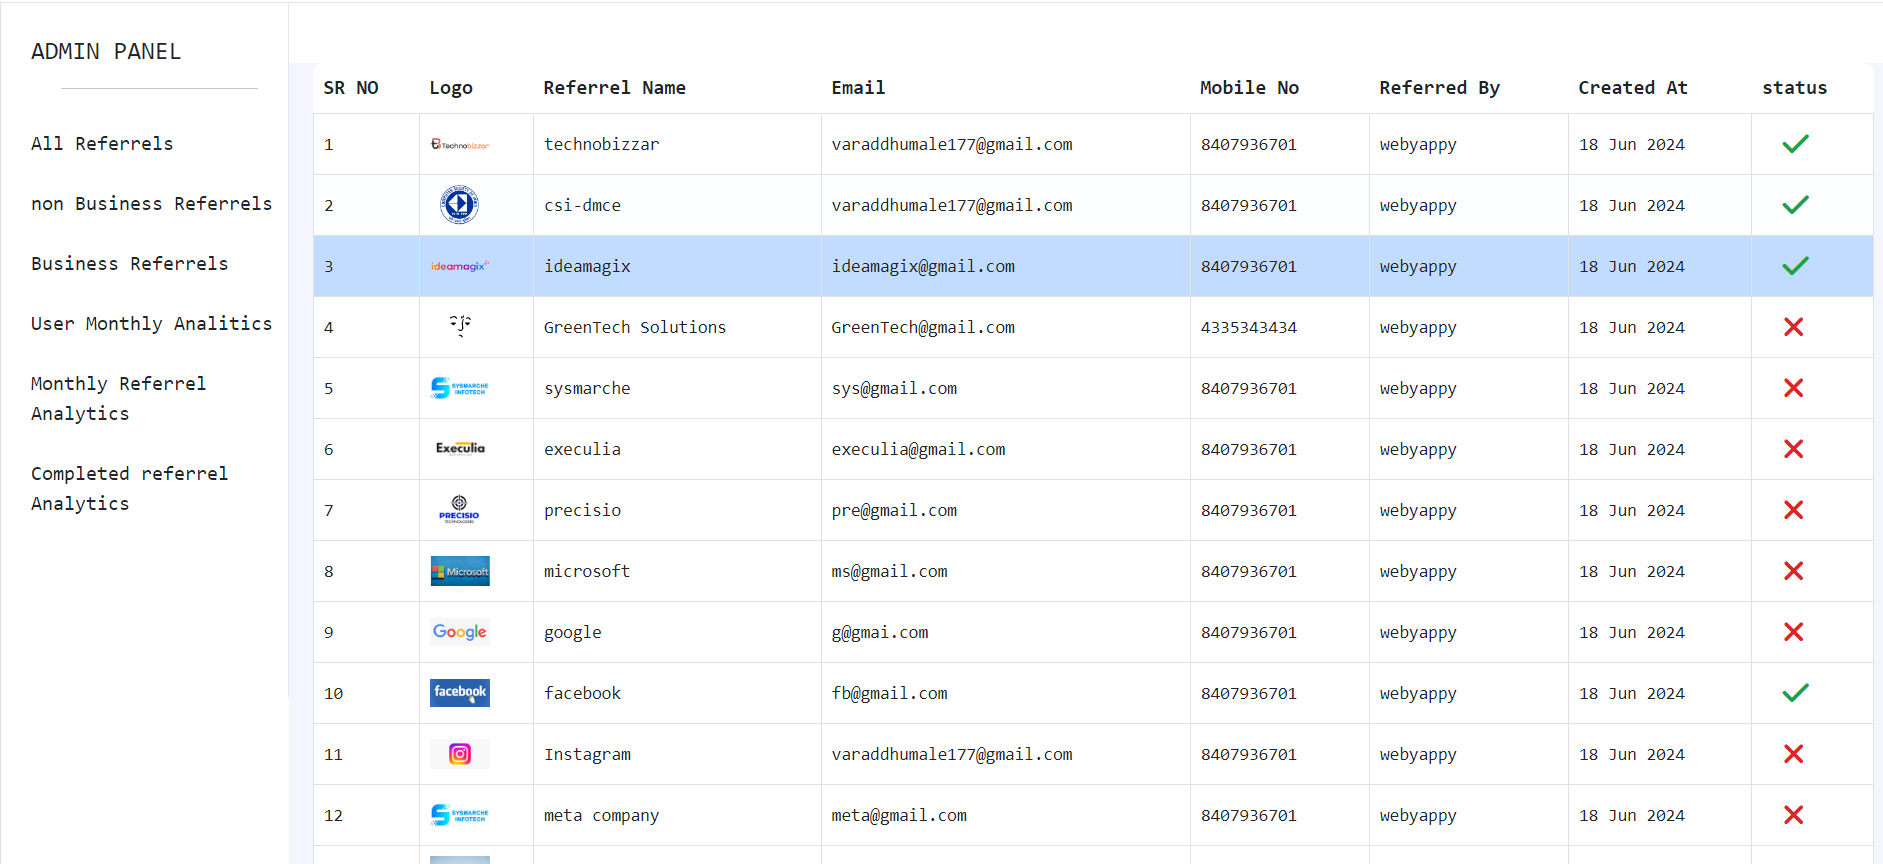 ADMIN PANEL
All Referrels
non Business Referrels
Business Referrels
User Monthly Analitics
Monthly Referrel
Analytics
Completed referrel
Analytics
SR NO Logo Referrel Name Email Mobile No Referred By Created At status
1 Technobizzar technobizzar varaddhumale177@gmail.com 8407936701 webyappy 18 Jun 2024
2 csi-dmce varaddhumale177@gmail.com 8407936701 webyappy 18 Jun 2024
3 ideamagix ideamagix ideamagix@gmail.com 8407936701 webyappy 18 Jun 2024
4 GreenTech Solutions GreenTech@gmail.com 4335343434 webyappy 18 Jun 2024
5 SYSMARCHE INFOTECH sysmarche sys@gmail.com 8407936701 webyappy 18 Jun 2024
6 Execulia execulia execulia@gmail.com 8407936701 webyappy 18 Jun 2024
7 PRECISIO TECHNOLOGIES precisio pre@gmail.com 8407936701 webyappy 18 Jun 2024
8 Microsoft microsoft ms@gmail.com 8407936701 webyappy 18 Jun 2024
9 Google google g@gmai.com 8407936701 webyappy 18 Jun 2024
10 facebook facebook fb@gmail.com 8407936701 webyappy 18 Jun 2024
11 Instagram varaddhumale177@gmail.com 8407936701 webyappy 18 Jun 2024
12 SYSMARCHE INFOTECH meta company meta@gmail.com 8407936701 webyappy 18 Jun 2024